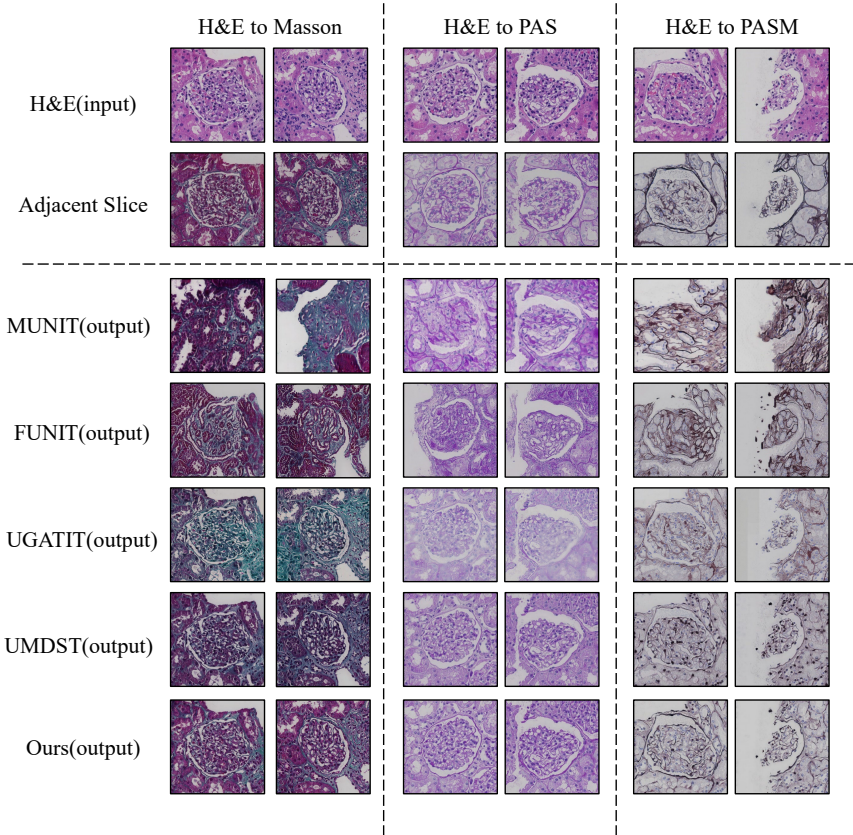 H&E to Masson
H&E to PAS
H&E to PASM
H&E(input)
Adjacent Slice
MUNIT(output)
FUNIT(output)
UGATIT(output)
UMDST(output)
Ours(output)